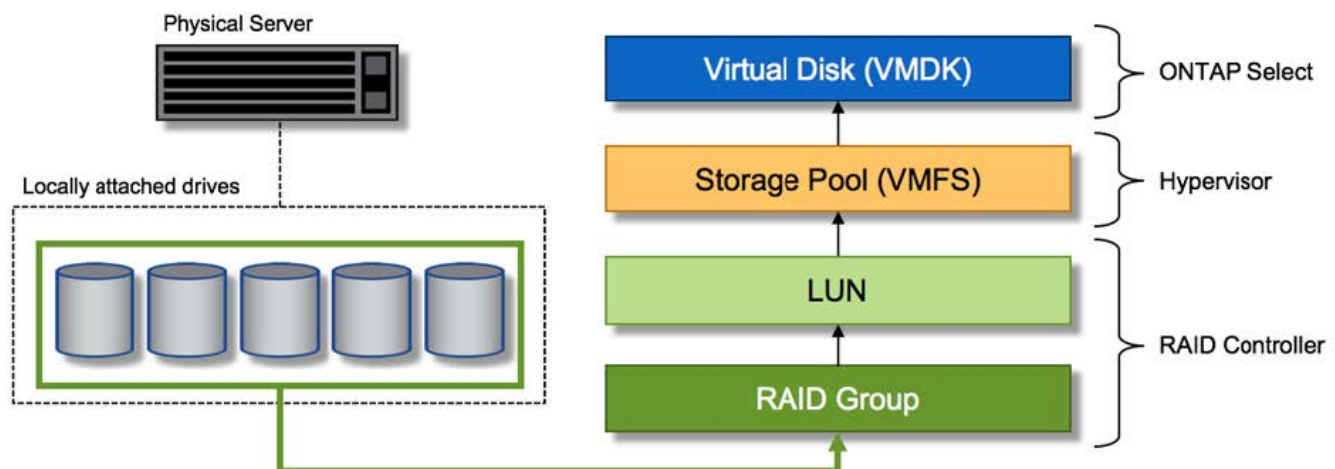 Physical Server
Locally attached drives
Virtual Disk (VMDK)
ONTAP Select
Storage Pool (VMFS)
Hypervisor
LUN
RAID Controller
RAID Group